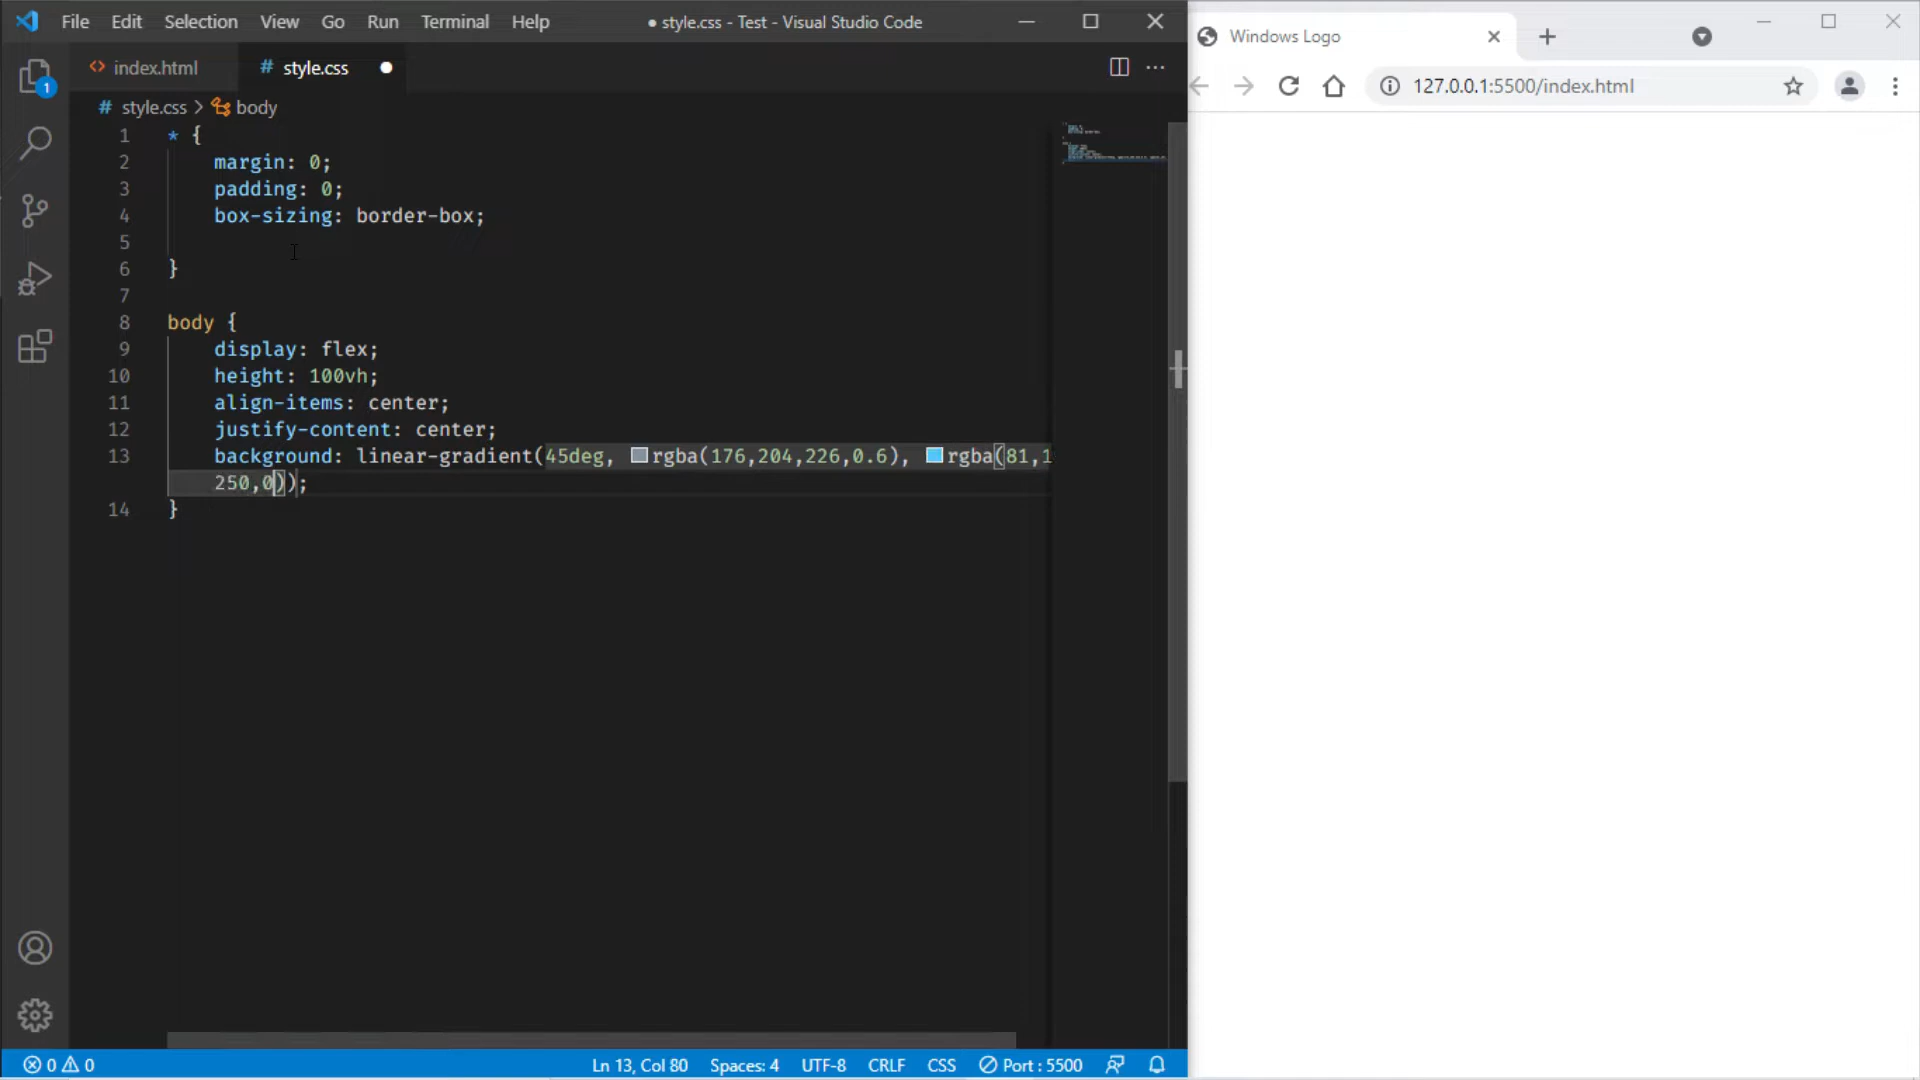 File Edit Selection View Go Run Terminal Help ● style.css - Test - Visual Studio Code
Windows Logo
index.html # style.css ●
127.0.0.1:5500/index.html
1
# style.css > body
1 * {
2 margin: 0;
3 padding: 0;
4 box-sizing: border-box;
5
6 }
7
8 body {
9 display: flex;
10 height: 100vh;
11 align-items: center;
12 justify-content: center;
13 background: linear-gradient(45deg, rgba(176,204,226,0.6), rgba(81,1
250,0));
14 }
0 0 Ln 13, Col 80 Spaces: 4 UTF-8 CRLF CSS Port : 5500